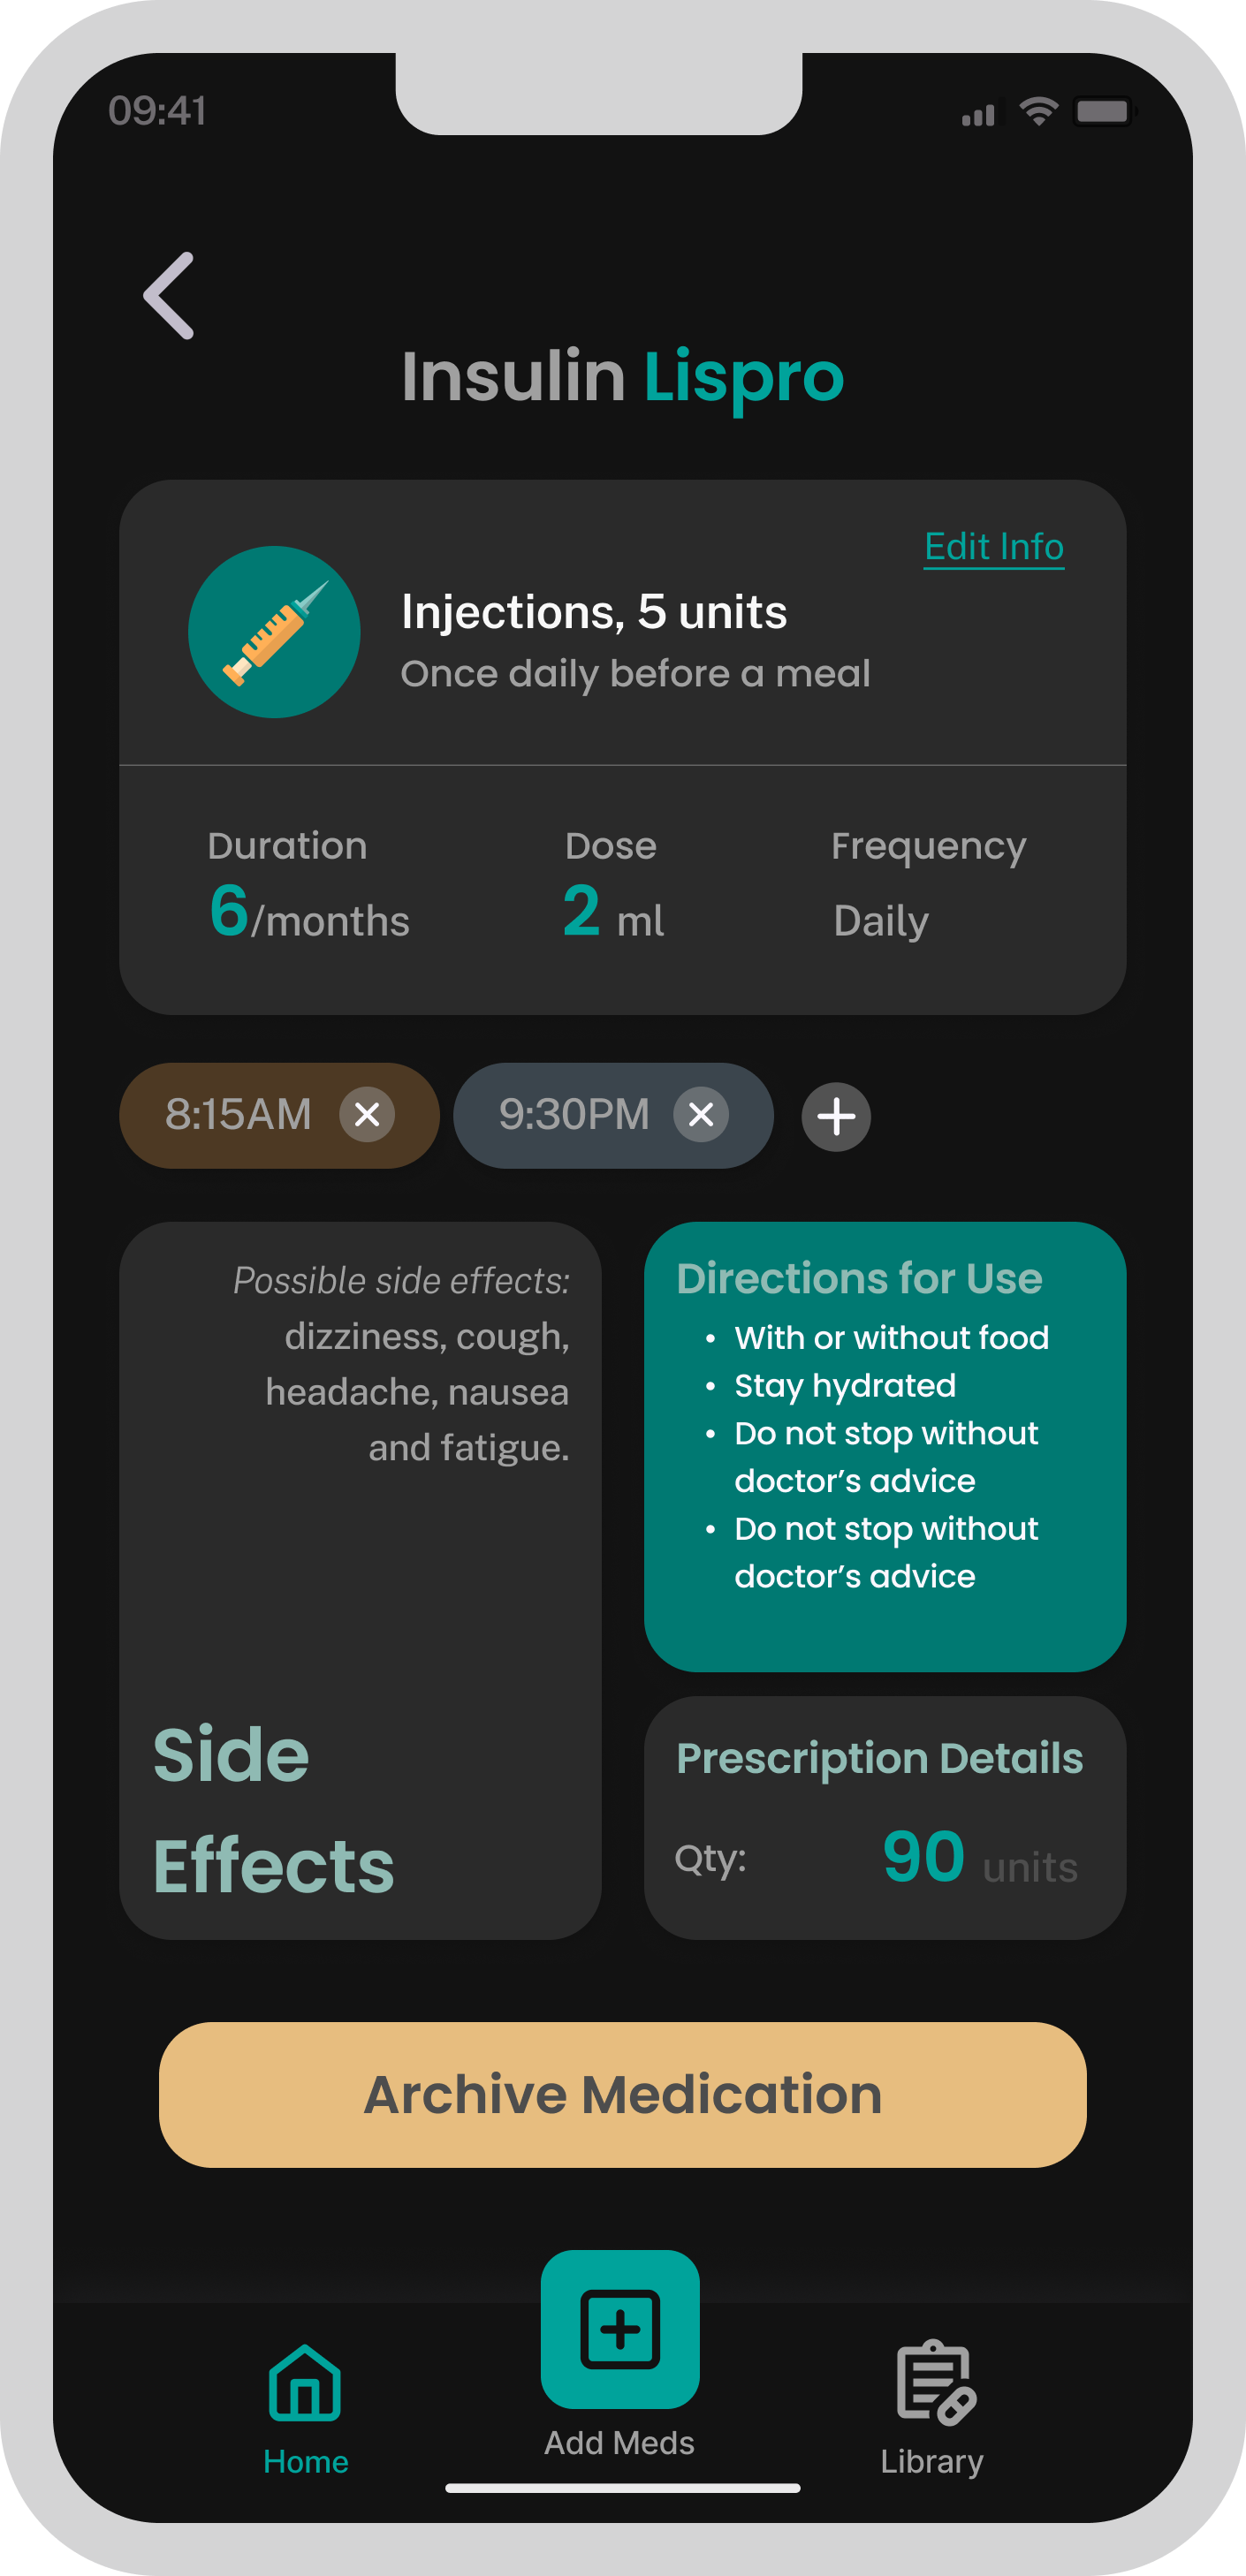 09:41
Insulin Lispro
Edit Info
Injections, 5 units
Once daily before a meal
Duration
6/months
Dose
2 ml
Frequency
Daily
8:15AM
9:30PM
Possible side effects:
dizziness, cough,
headache, nausea
and fatigue.
Side
Effects
Directions for Use
• With or without food
• Stay hydrated
• Do not stop without
doctor’s advice
• Do not stop without
doctor’s advice
Prescription Details
Qty: 90 units
Archive Medication
Home
Add Meds
Library